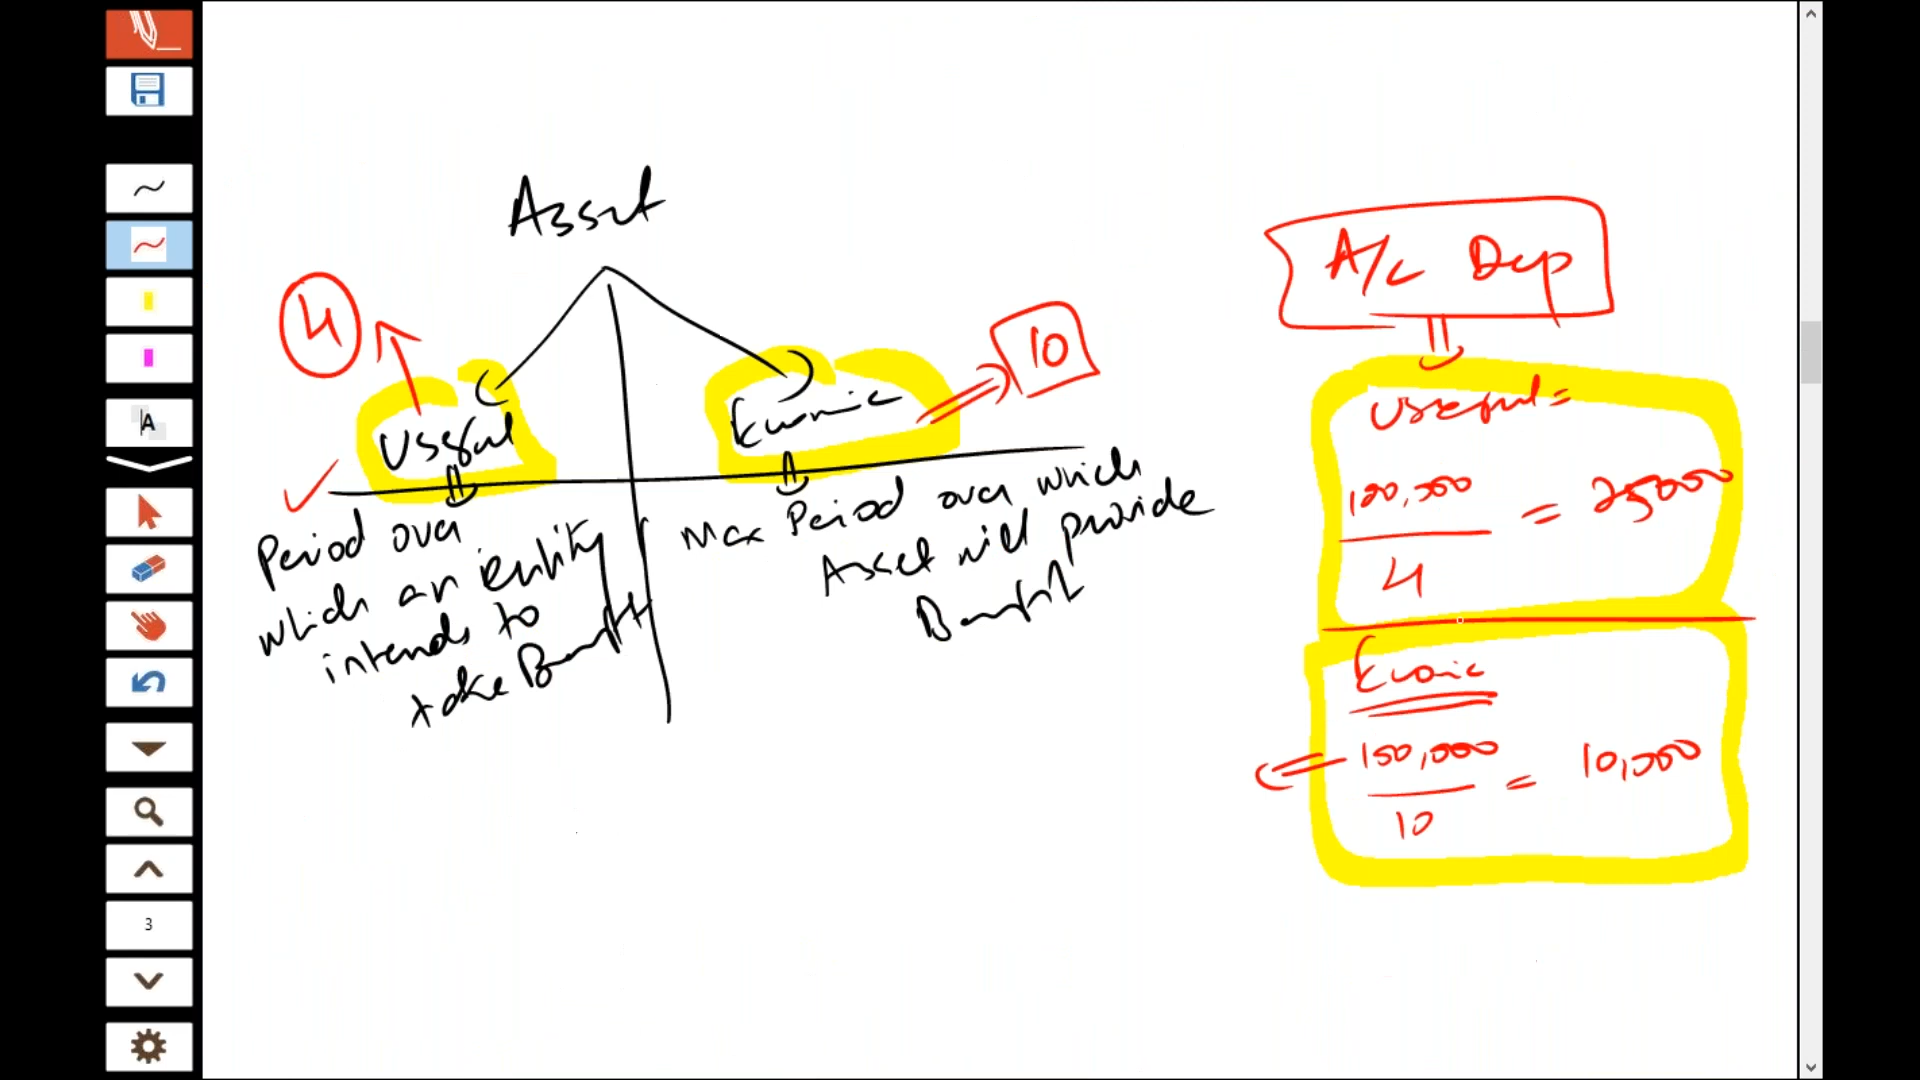 Asset
4
10
Useful
Economic
Period over
which an entity
intends to
take Benefit
Max Period over which
Asset will provide
Benefit
A/c Dep
Useful =
100,000
4
= 25000
Economic
100,000
10
= 10,000
A
3